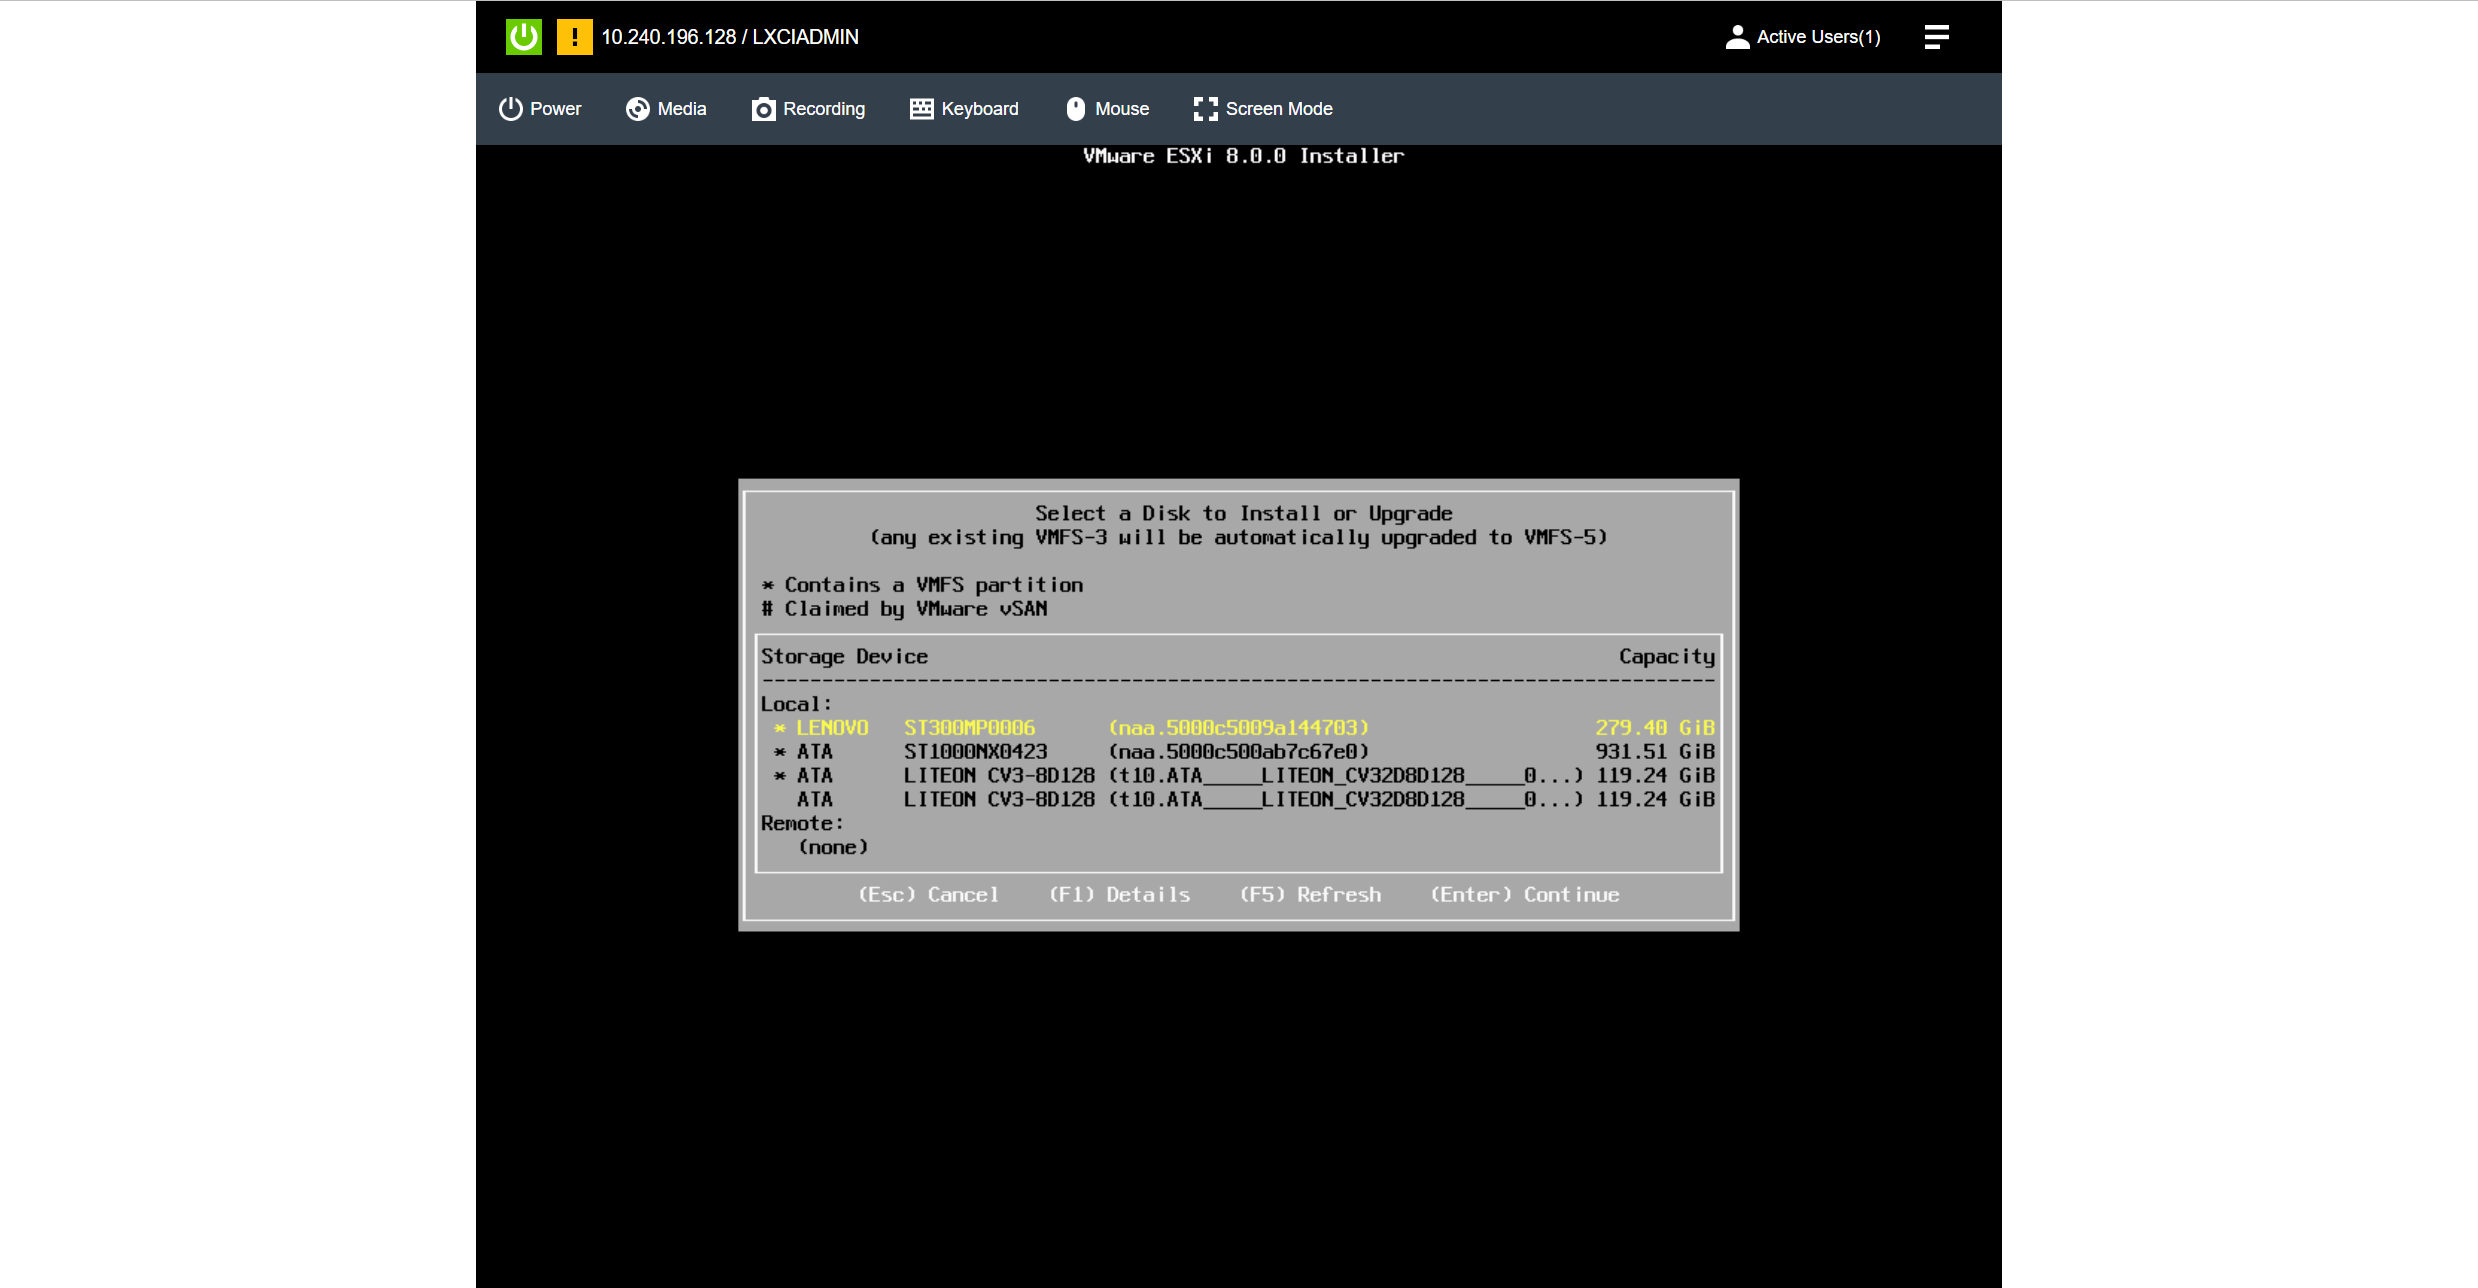 10.240.196.128 / LXCIADMIN Active Users(1)
Power Media Recording Keyboard Mouse Screen Mode
VMware ESXi 8.0.0 Installer
Select a Disk to Install or Upgrade
(any existing VMFS-3 will be automatically upgraded to VMFS-5)
* Contains a VMFS partition
# Claimed by VMware vSAN
Storage Device Capacity
--------------------------------------------------------------------------------
Local:
* LENOVO ST300MP0006 (naa.5000c5009a144703) 279.40 GiB
* ATA ST1000NX0423 (naa.5000c500ab7c67e0) 931.51 GiB
* ATA LITEON CV3-8D128 (t10.ATA_____LITEON_CV32D8D128_____0...) 119.24 GiB
ATA LITEON CV3-8D128 (t10.ATA_____LITEON_CV32D8D128_____0...) 119.24 GiB
Remote:
(none)
(Esc) Cancel (F1) Details (F5) Refresh (Enter) Continue